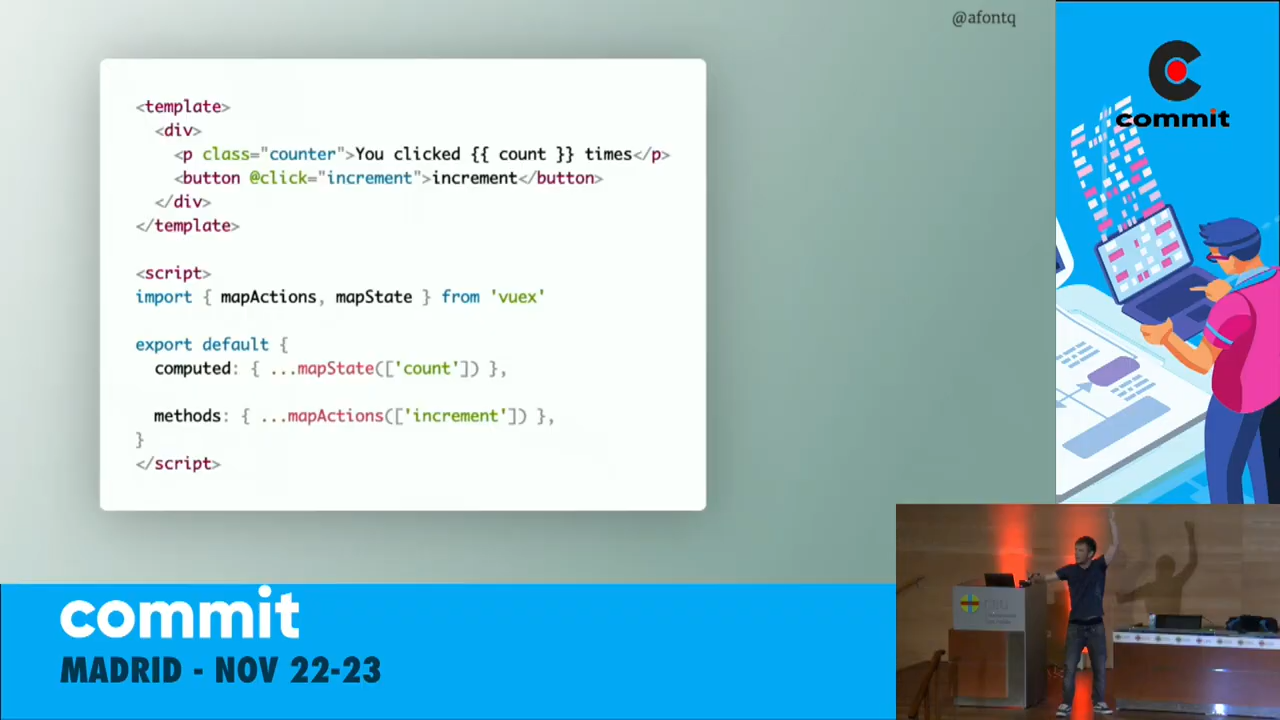 @afontq
<template>
<div>
<p class="counter">You clicked {{ count }} times</p>
<button @click="increment">increment</button>
</div>
</template>
<script>
import { mapActions, mapState } from 'vuex'
export default {
computed: { ...mapState(['count']) },
methods: { ...mapActions(['increment']) },
}
</script>
commit
commit
MADRID - NOV 22-23